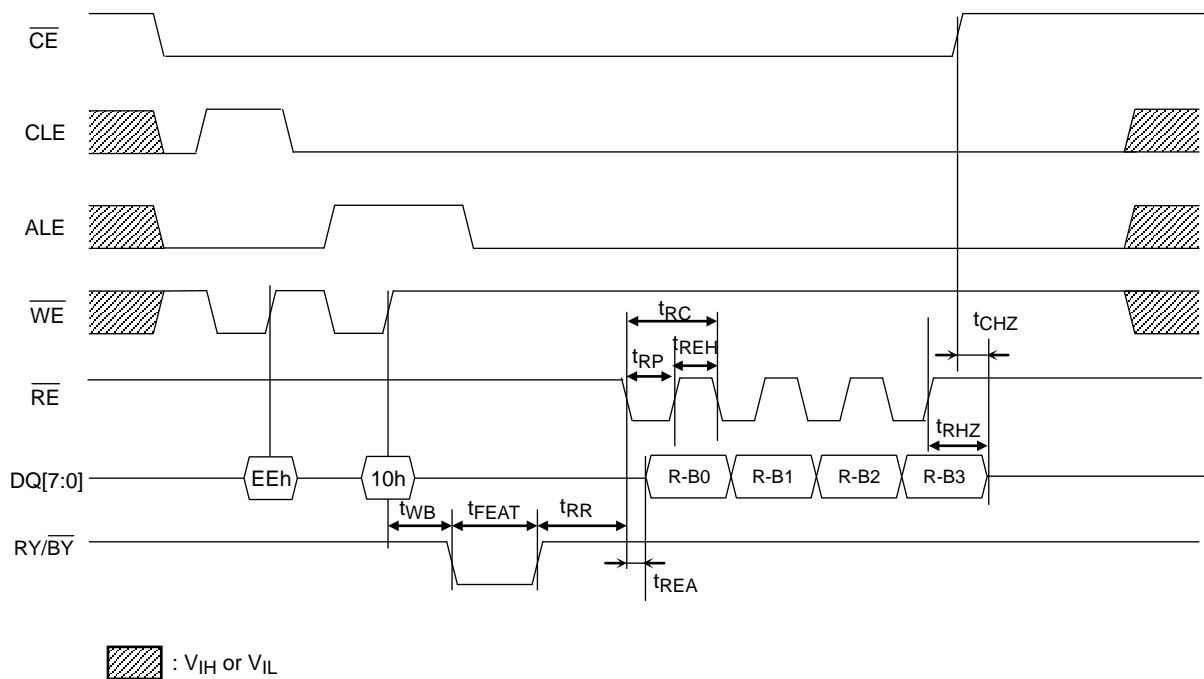 CE
CLE
ALE
WE
tRC
tCHZ
tREH
tRP
RE
tRHZ
DQ[7:0]
EEh
10h
R-B0
R-B1
R-B2
R-B3
tWB
tFEAT
tRR
RY/BY
tREA
: VIH or VIL